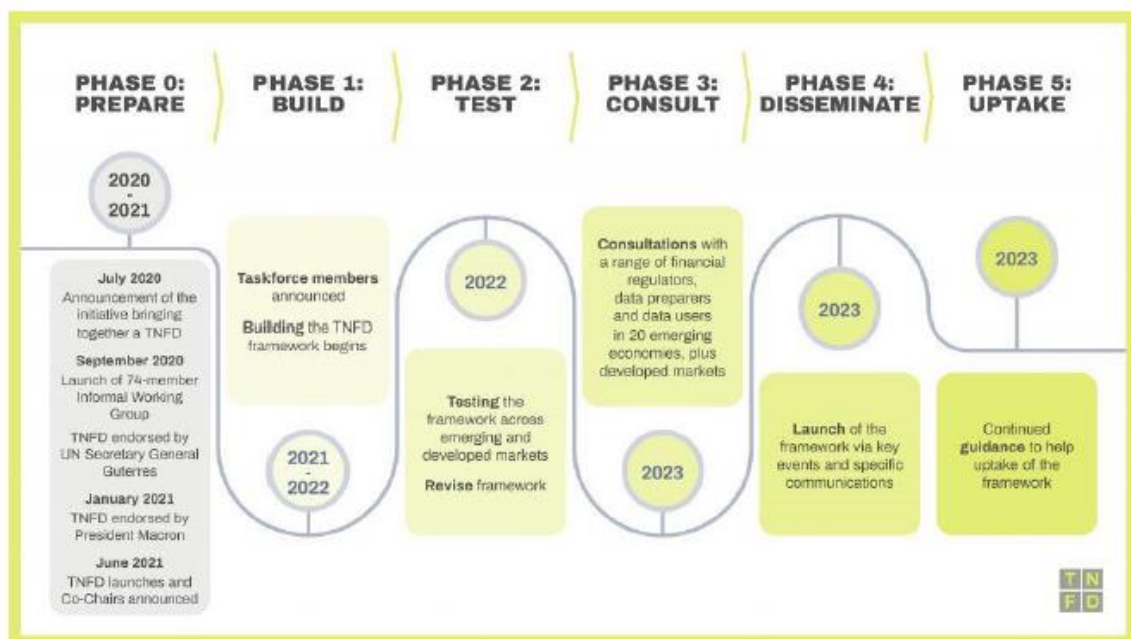 PHASE 0:
PREPARE
PHASE 1:
BUILD
PHASE 2:
TEST
PHASE 3:
CONSULT
PHASE 4:
DISSEMINATE
PHASE 5:
UPTAKE
2020
-
2021
July 2020
Announcement of the
initiative bringing
together a TNFD
September 2020
Launch of 74-member
Informal Working
Group
TNFD endorsed by
UN Secretary General
Guterres
January 2021
TNFD endorsed by
President Macron
June 2021
TNFD launches and
Co-Chairs announced
Taskforce members
announced
Building the TNFD
framework begins
2021
-
2022
2022
Testing the
framework across
emerging and
developed markets
Revise framework
Consultations with
a range of financial
regulators,
data preparers
and data users
in 20 emerging
economies, plus
developed markets
2023
2023
Launch of the
framework via key
events and specific
communications
2023
Continued
guidance to help
uptake of the
framework
T N
F D